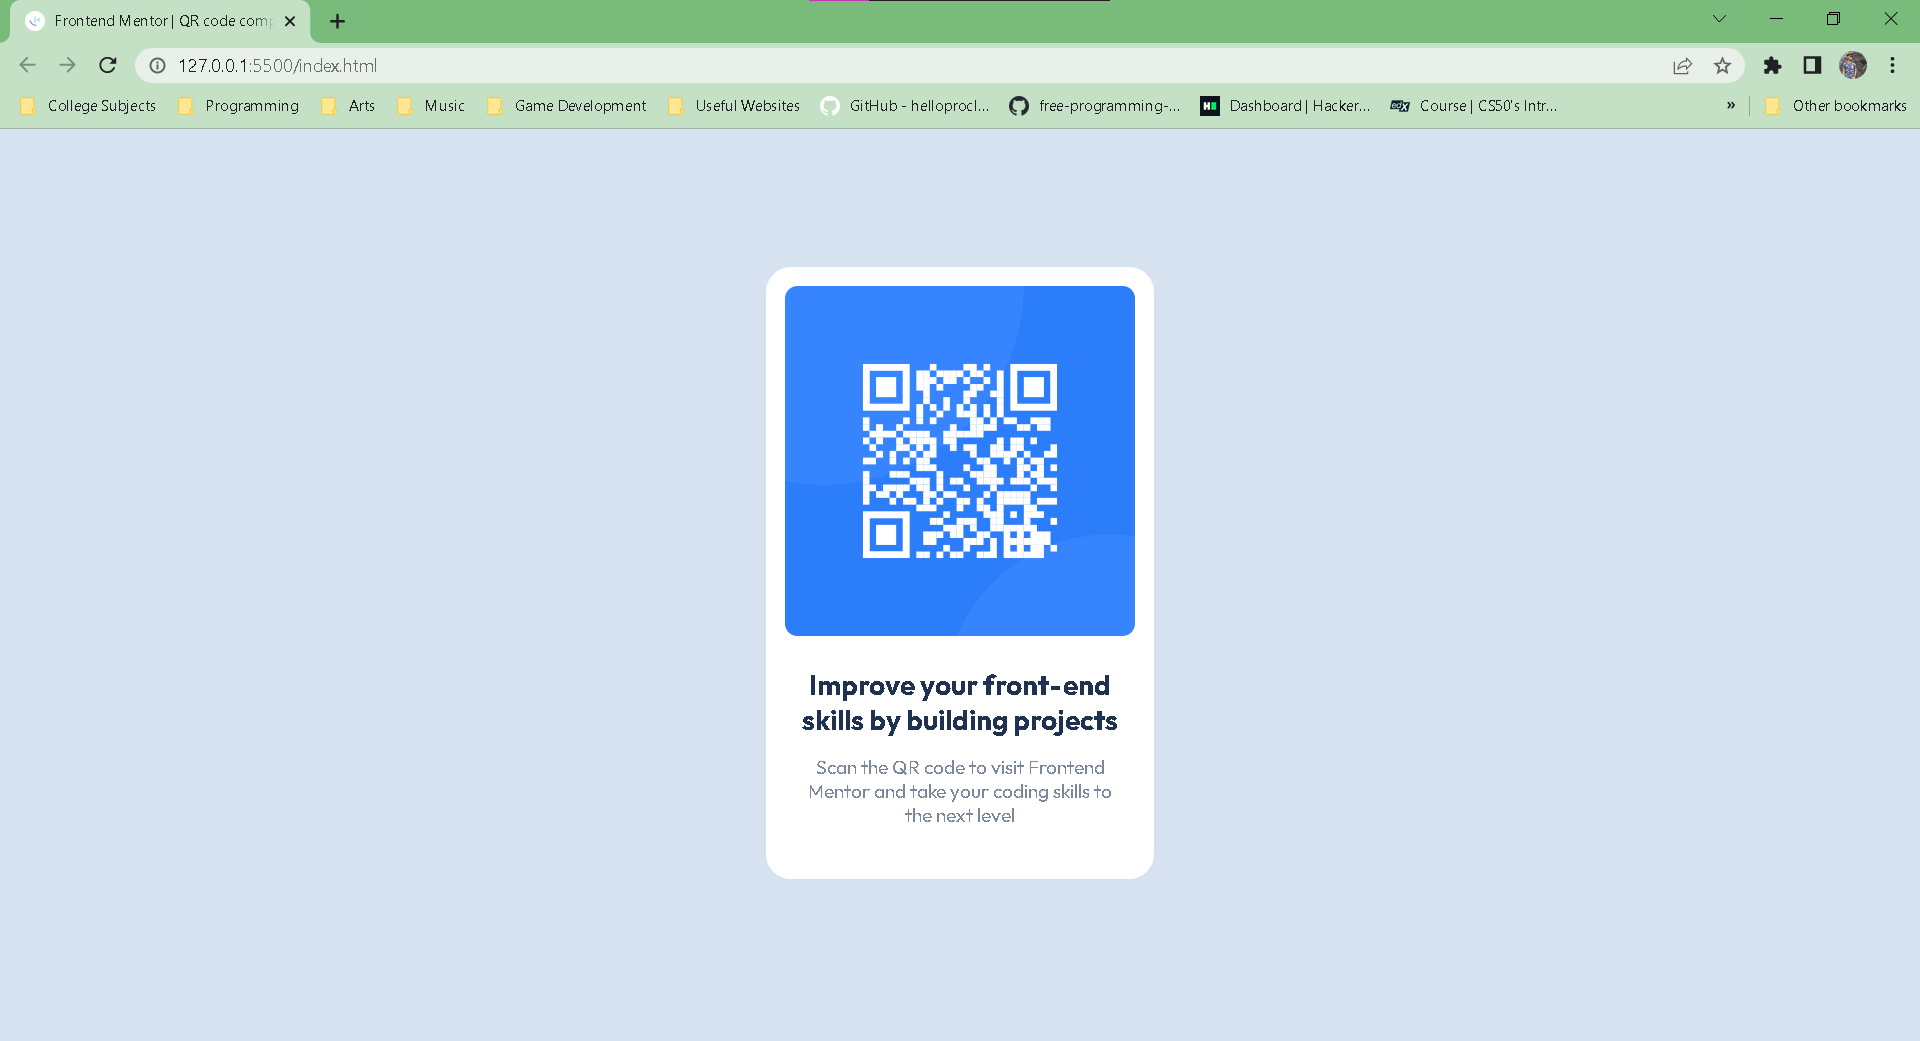 Frontend Mentor | QR code comp
127.0.0.1:5500/index.html
College Subjects Programming Arts Music Game Development Useful Websites GitHub - helloprocl... free-programming-... Dashboard | Hacker... Course | CS50's Intr... » Other bookmarks
Improve your front-end
skills by building projects
Scan the QR code to visit Frontend
Mentor and take your coding skills to
the next level